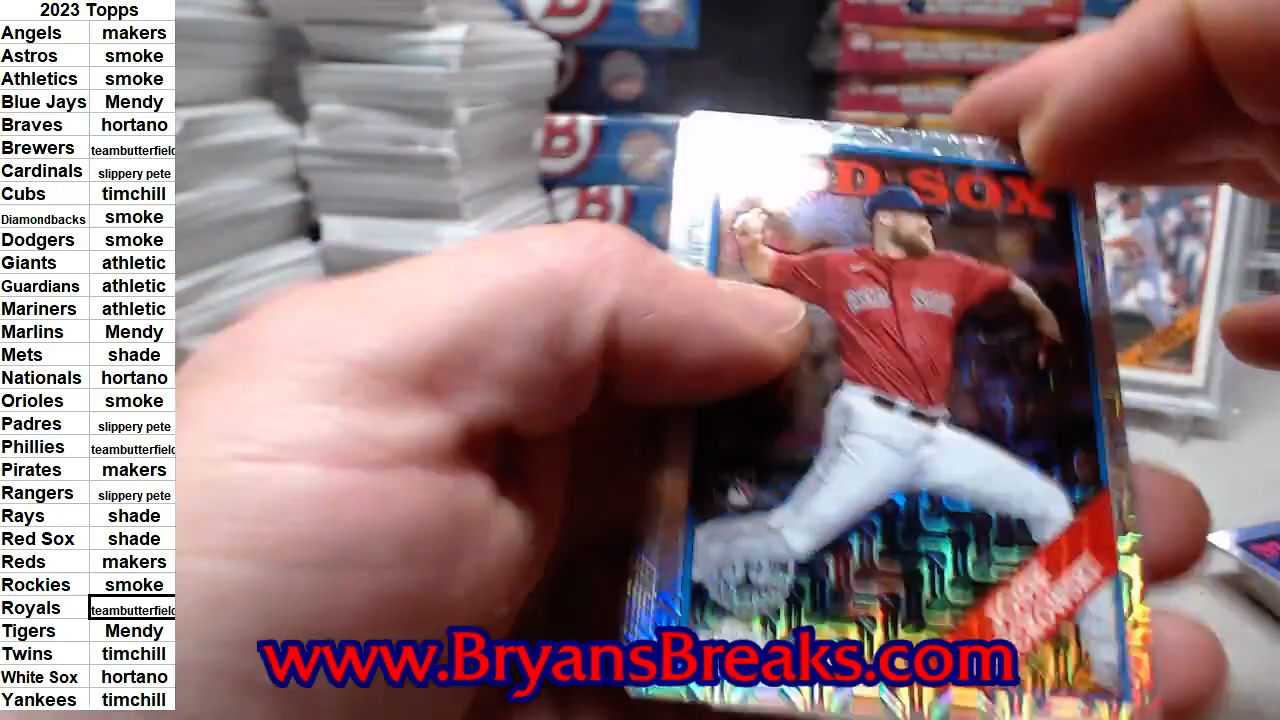 2023 Topps
Angels makers
Astros smoke
Athletics smoke
Blue Jays Mendy
Braves hortano
Brewers teambutterfield
Cardinals slippery pete
Cubs timchill
Diamondbacks smoke
Dodgers smoke
Giants athletic
Guardians athletic
Mariners athletic
Marlins Mendy
Mets shade
Nationals hortano
Orioles smoke
Padres slippery pete
Phillies teambutterfield
Pirates makers
Rangers slippery pete
Rays shade
Red Sox shade
Reds makers
Rockies smoke
Royals teambutterfield
Tigers Mendy
Twins timchill
White Sox hortano
Yankees timchill
B
B
D SOX
www.BryansBreaks.com